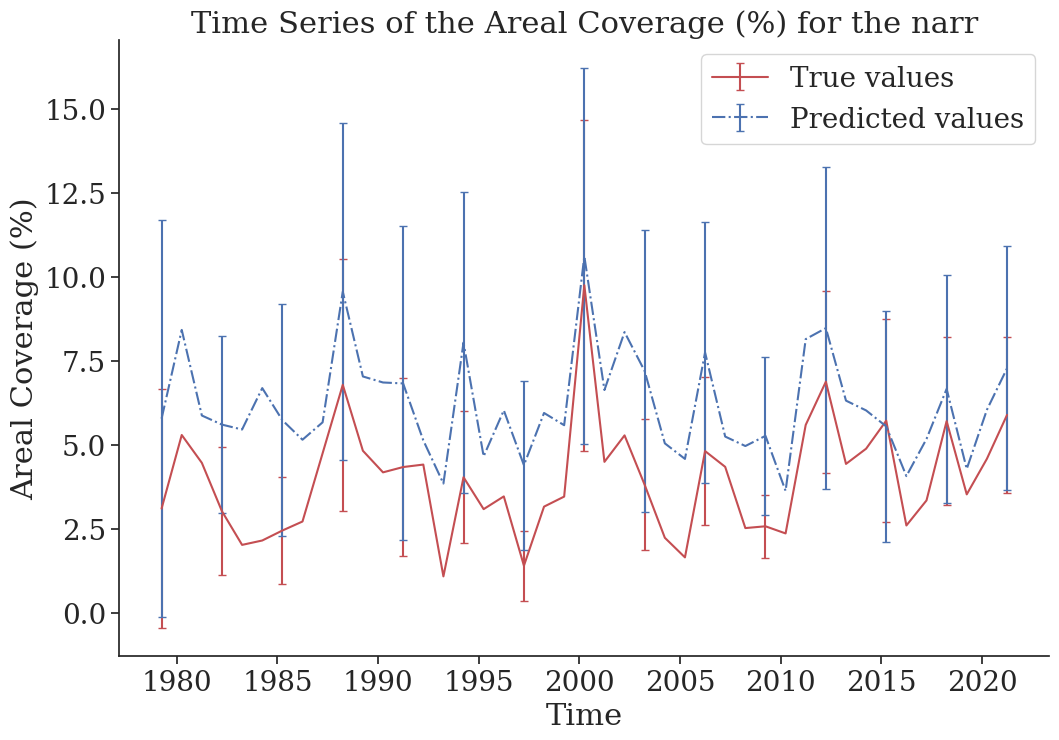 Time Series of the Areal Coverage (%) for the narr
True values
Predicted values
Areal Coverage (%)
15.0
12.5
10.0
7.5
5.0
2.5
0.0
1980 1985 1990 1995 2000 2005 2010 2015 2020
Time